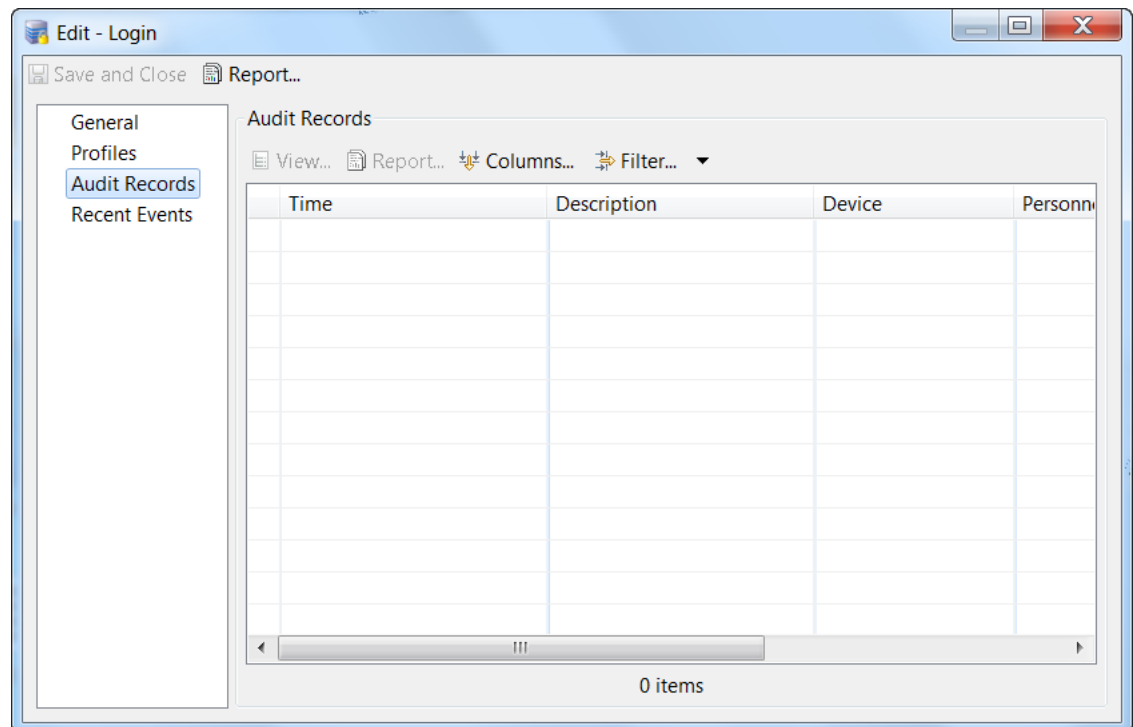 Edit - Login
Save and Close Report...
General
Profiles
Audit Records
Recent Events
Audit Records
View... Report... Columns... Filter...
Time Description Device Personn
0 items